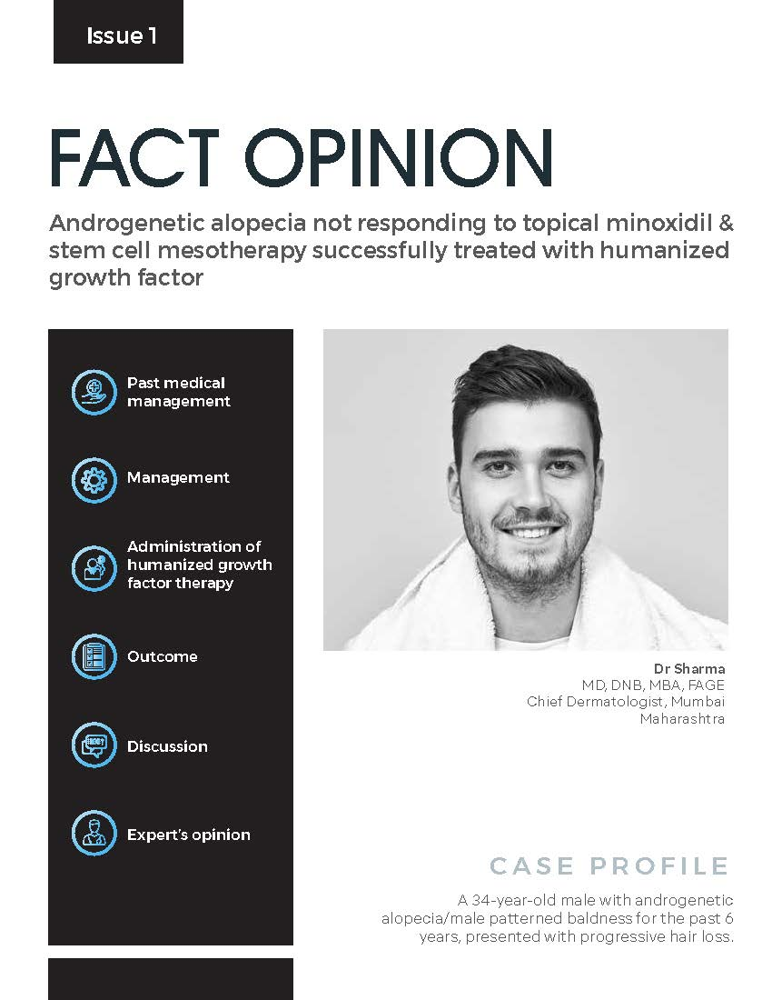 Issue 1
FACT OPINION
Androgenetic alopecia not responding to topical minoxidil &
stem cell mesotherapy successfully treated with humanized
growth factor
Past medical
management
Management
Administration of
humanized growth
factor therapy
Outcome
Discussion
Expert's opinion
Dr Sharma
MD, DNB, MBA, FAGE
Chief Dermatologist, Mumbai
Maharashtra
CASE PROFILE
A 34-year-old male with androgenetic
alopecia/male patterned baldness for the past 6
years, presented with progressive hair loss.